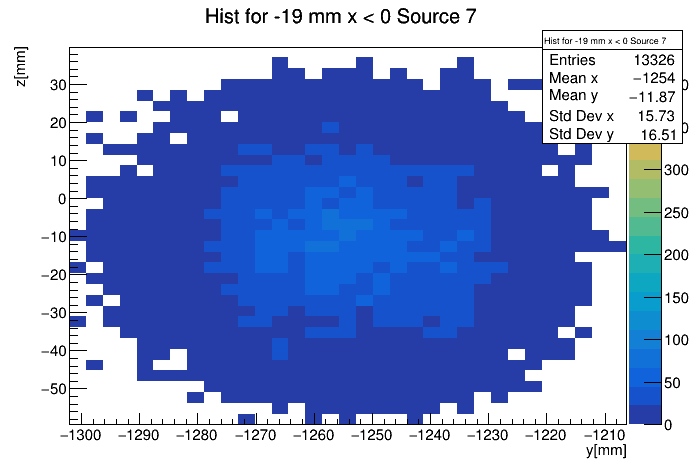 Hist for -19 mm x < 0 Source 7
z[mm]
Hist for -19 mm x < 0 Source 7
Entries 13326
Mean x −1254
Mean y −11.87
Std Dev x 15.73
Std Dev y 16.51
30
20
10
0
−10
−20
−30
−40
−50
300
250
200
150
100
50
0
−1300 −1290 −1280 −1270 −1260 −1250 −1240 −1230 −1220 −1210
y[mm]